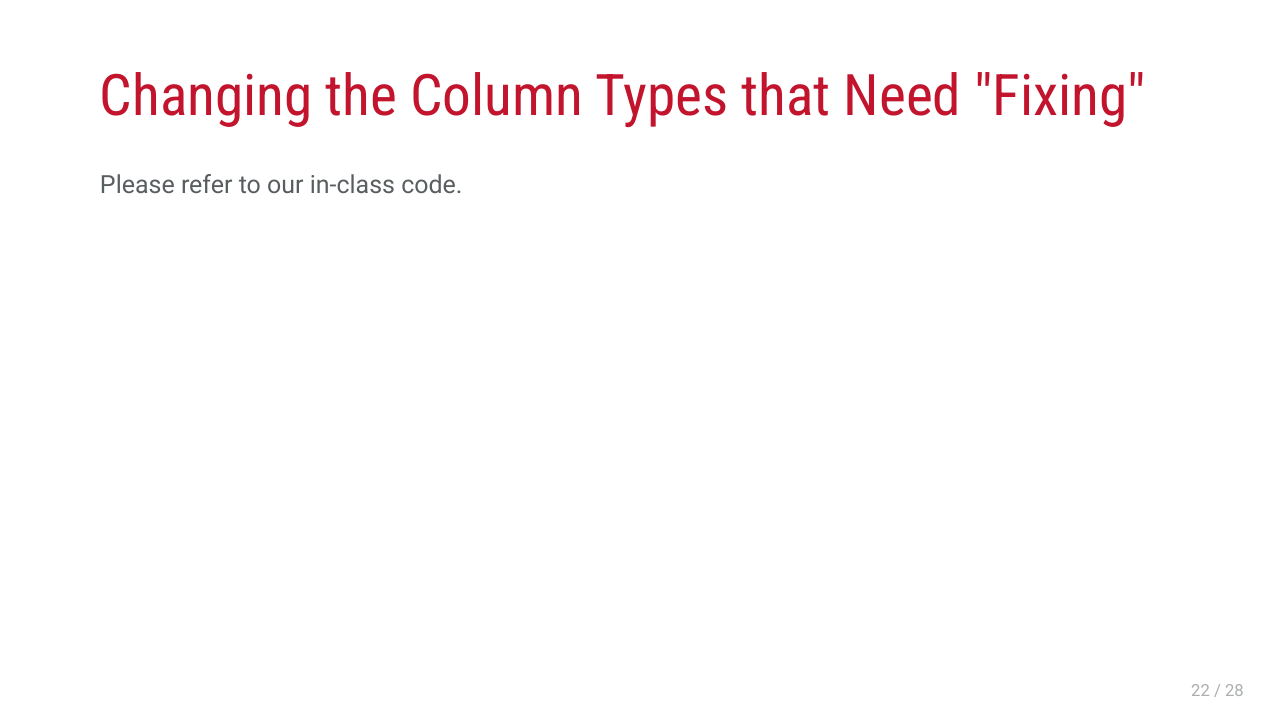 Changing the Column Types that Need "Fixing"
Please refer to our in-class code.
22 / 28